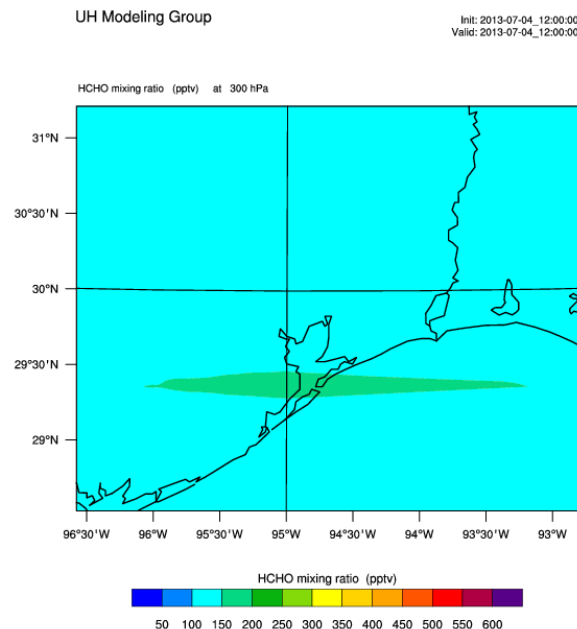 UH Modeling Group
Init: 2013-07-04_12:00:00
Valid: 2013-07-04_12:00:00
HCHO mixing ratio (pptv) at 300 hPa
31°N
30°30'N
30°N
29°30'N
29°N
96°30'W 96°W 95°30'W 95°W 94°30'W 94°W 93°30'W 93°W
HCHO mixing ratio (pptv)
50 100 150 200 250 300 350 400 450 500 550 600